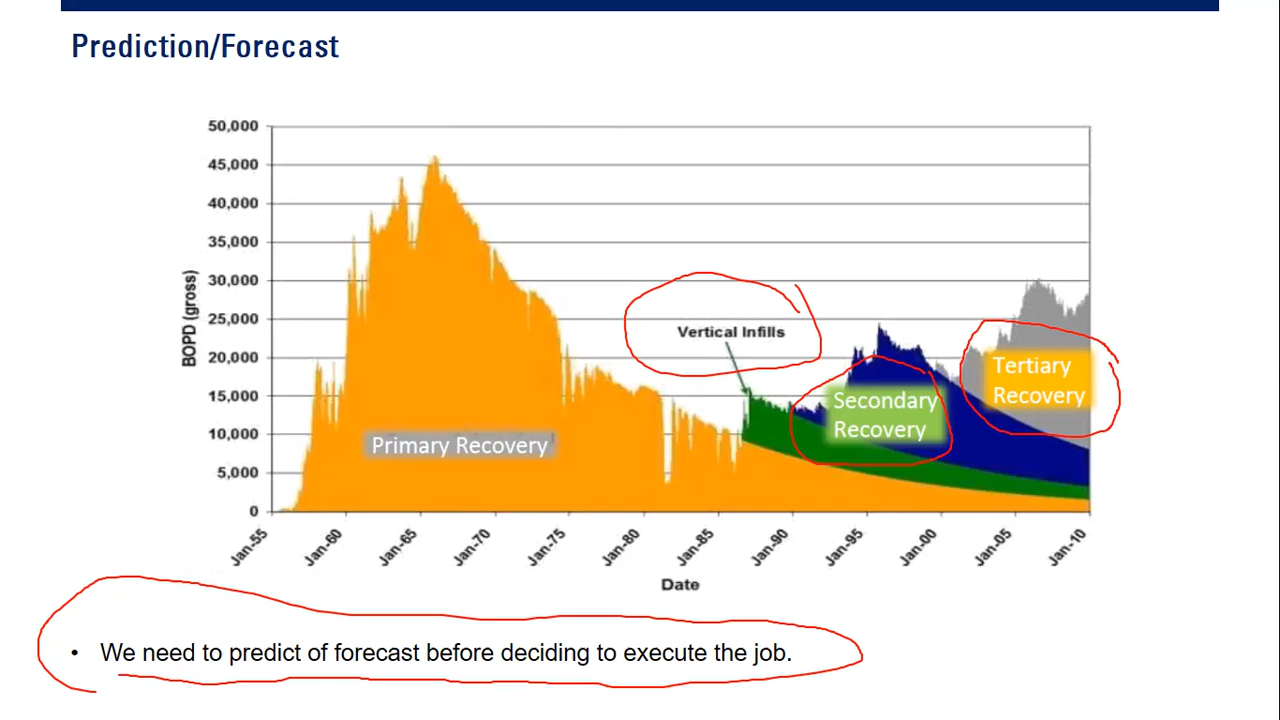 Prediction/Forecast
50,000
45,000
40,000
35,000
30,000
25,000
20,000
15,000
10,000
5,000
0
BOPD (gross)
Vertical Infills
Primary Recovery
Secondary
Recovery
Tertiary
Recovery
Jan-55
Jan-60
Jan-65
Jan-70
Jan-75
Jan-80
Jan-85
Jan-90
Jan-95
Jan-00
Jan-05
Jan-10
Date
• We need to predict of forecast before deciding to execute the job.